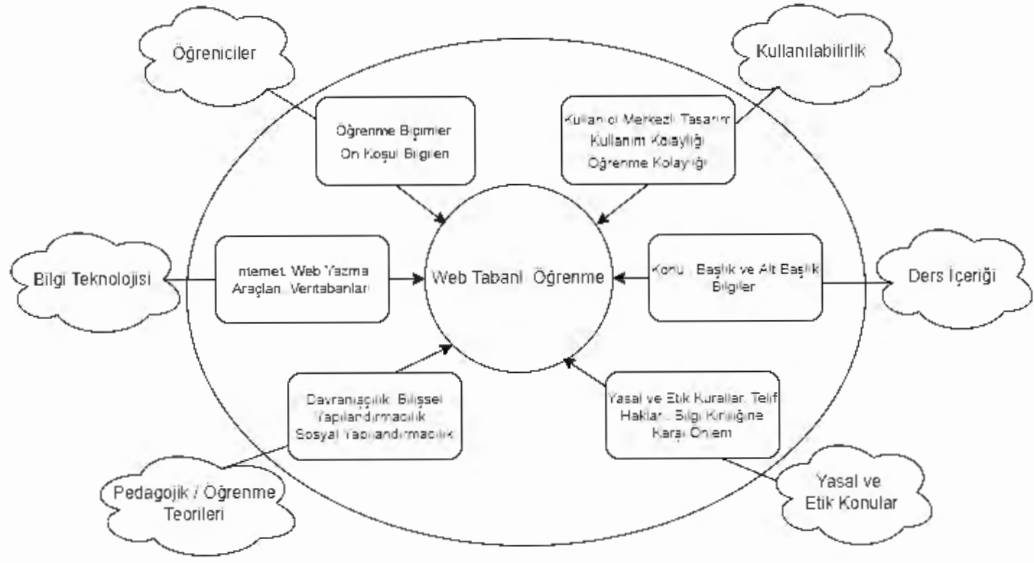 Öğreniciler
Kullanılabilirlik
Öğrenme Biçimler
Ön Koşul Bilgileri
Kullanıcı Merkezli Tasarım
Kullanım Kolaylığı
Öğrenme Kolaylığı
Bilgi Teknolojisi
İnternet, Web Yazma
Araçları, Veritabanları
Web Tabanlı Öğrenme
Konu, Başlık ve Alt Başlık
Bilgiler
Ders İçeriği
Davranışçılık, Bilişsel
Yapılandırmacılık
Sosyal Yapılandırmacılık
Yasal ve Etik Kurallar, Telif
Hakları, Bilgi Kirliliğine
Karşı Önlem
Pedagojik / Öğrenme
Teorileri
Yasal ve
Etik Konular